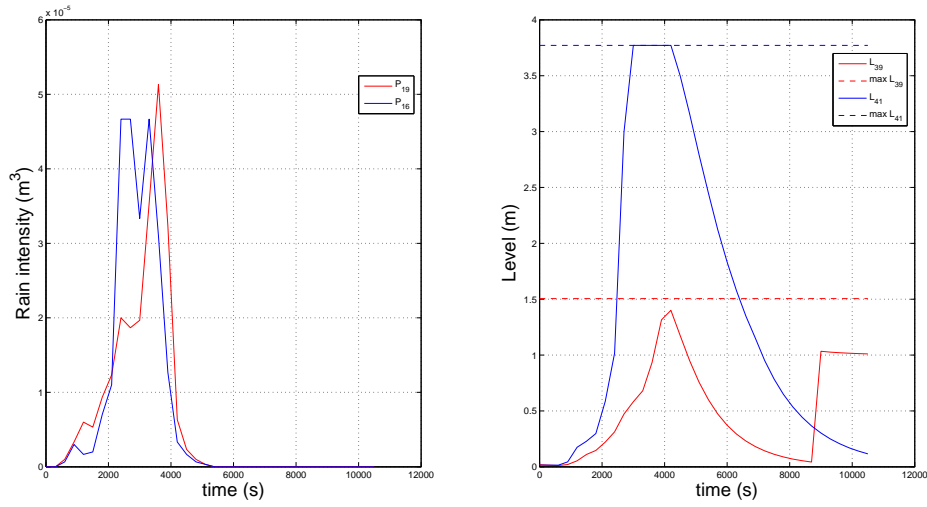 x 10⁻⁵
6
5
4
3
2
1
0
0 2000 4000 6000 8000 10000 12000
Rain intensity (m³)
time (s)
P₁₉
P₁₆
4
3.5
3
2.5
2
1.5
1
0.5
0
0 2000 4000 6000 8000 10000 12000
Level (m)
time (s)
L₃₉
max L₃₉
L₄₁
max L₄₁